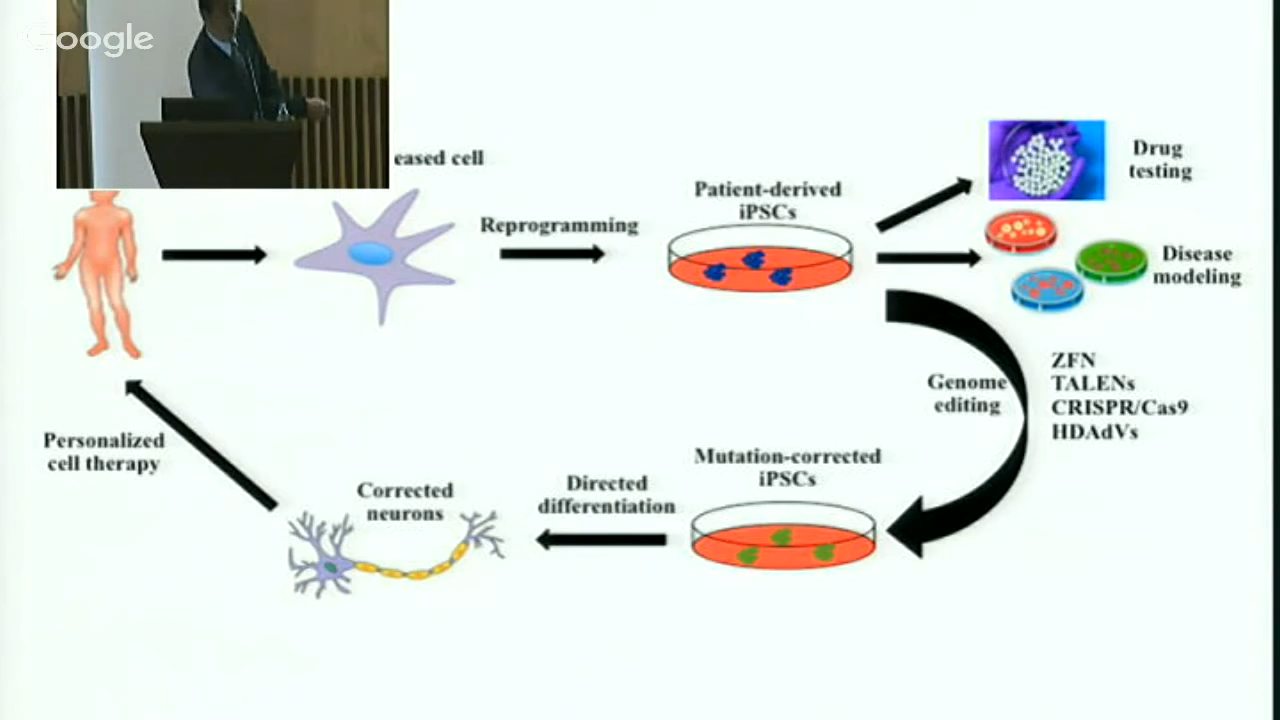 Google
eased cell
Reprogramming
Patient-derived
iPSCs
Drug
testing
Disease
modeling
Genome
editing
ZFN
TALENs
CRISPR/Cas9
HDAdVs
Mutation-corrected
iPSCs
Directed
differentiation
Corrected
neurons
Personalized
cell therapy